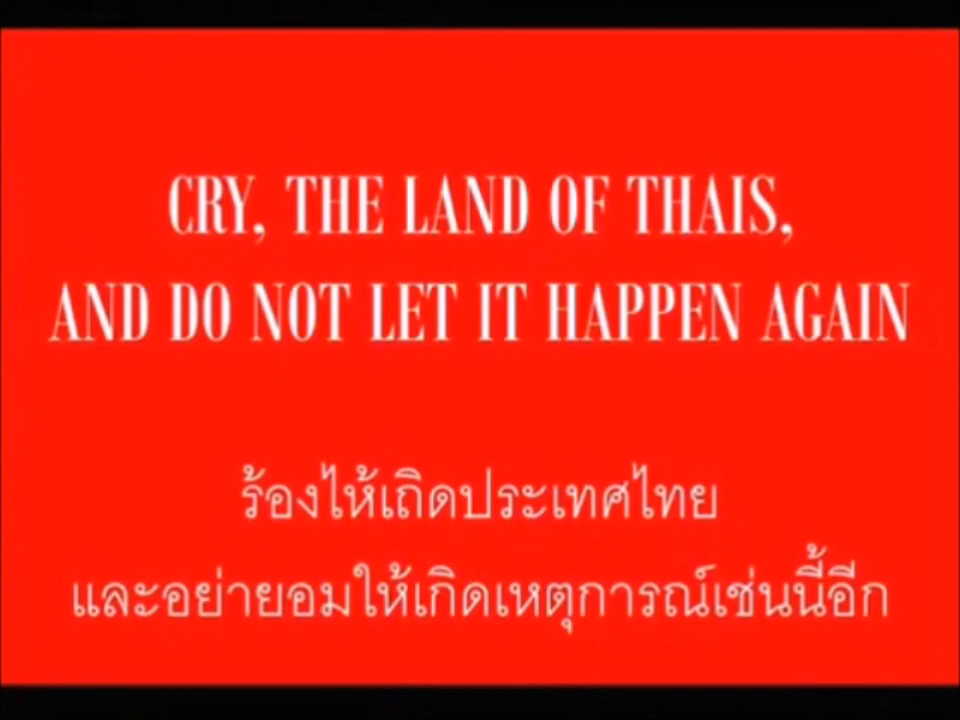 CRY, THE LAND OF THAIS,
AND DO NOT LET IT HAPPEN AGAIN
ร้องไห้เถิดประเทศไทย
และอย่ายอมให้เกิดเหตุการณ์เช่นนี้อีก